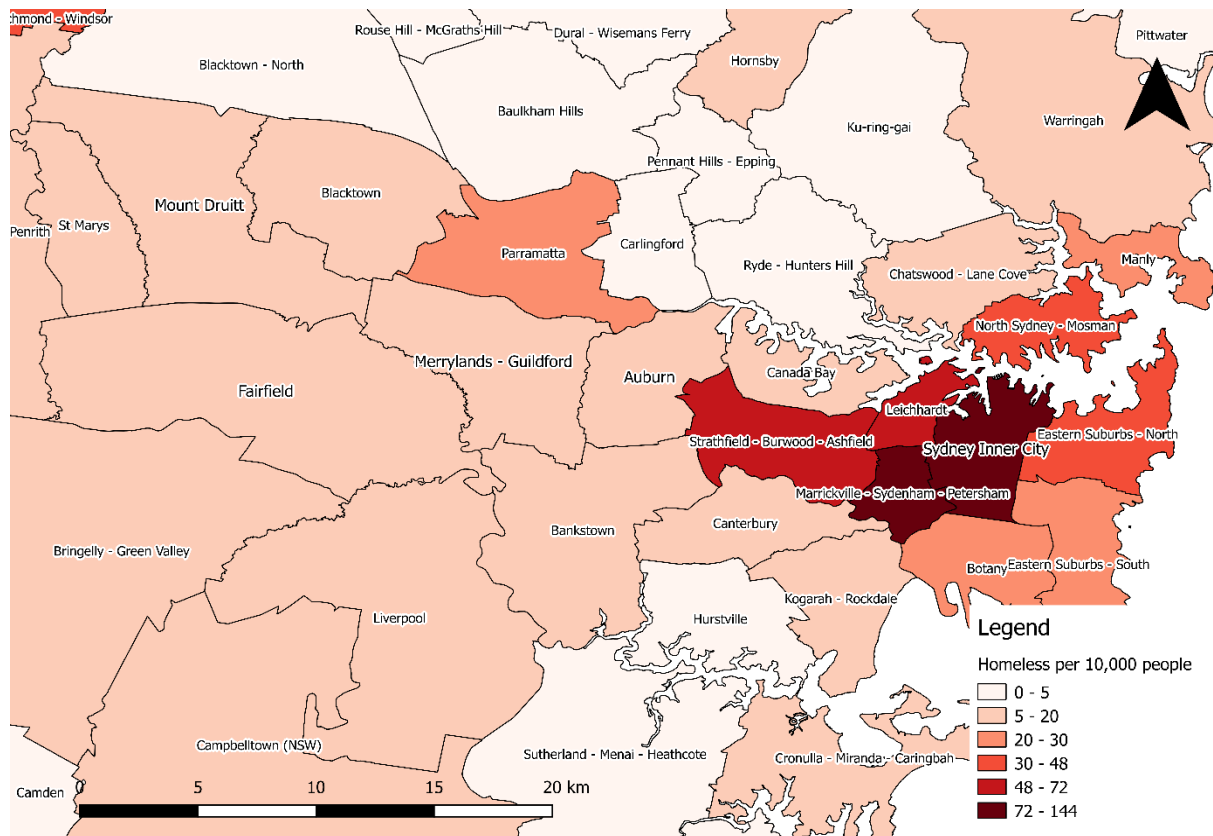 chmond - Windsor
Rouse Hill - McGraths Hill
Dural - Wisemans Ferry
Pittwater
Blacktown - North
Hornsby
Baulkham Hills
Warringah
Ku-ring-gai
Pennant Hills - Epping
Blacktown
Mount Druitt
St Marys
Penrith
Carlingford
Parramatta
Ryde - Hunters Hill
Manly
Chatswood - Lane Cove
North Sydney - Mosman
Merrylands - Guildford
Canada Bay
Auburn
Fairfield
Leichhardt
Strathfield - Burwood - Ashfield
Eastern Suburbs - North
Sydney Inner City
Marrickville - Sydenham - Petersham
Canterbury
Bankstown
Bringelly - Green Valley
Botany
Eastern Suburbs - South
Kogarah - Rockdale
Liverpool
Hurstville
Campbelltown (NSW)
Sutherland - Menai - Heathcote
Cronulla - Miranda - Caringbah
Camden
0 5 10 15 20 km
Legend
Homeless per 10,000 people
0 - 5
5 - 20
20 - 30
30 - 48
48 - 72
72 - 144